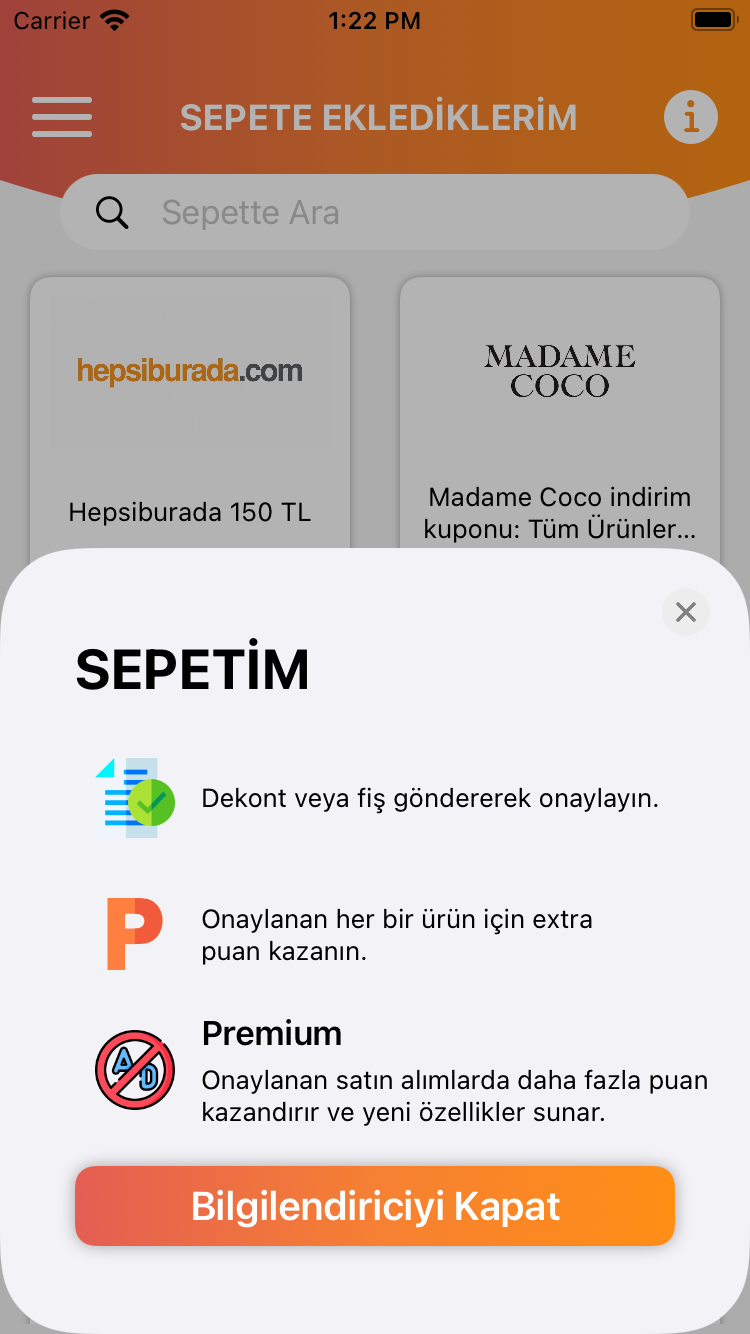 Carrier 1:22 PM
SEPETE EKLEDİKLERİM
Sepette Ara
hepsiburada.com
MADAME
COCO
Hepsiburada 150 TL
Madame Coco indirim
kuponu: Tüm Ürünler...
SEPETİM
Dekont veya fiş göndererek onaylayın.
P
Onaylanan her bir ürün için extra
puan kazanın.
AD
Premium
Onaylanan satın alımlarda daha fazla puan
kazandırır ve yeni özellikler sunar.
Bilgilendiriciyi Kapat